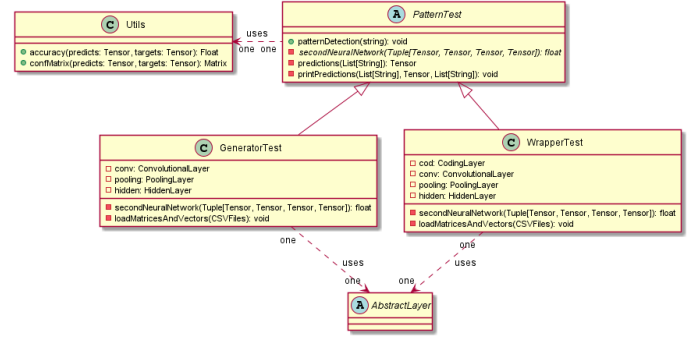 C Utils
accuracy(predicts: Tensor, targets: Tensor): Float
confMatrix(predicts: Tensor, targets: Tensor): Matrix
uses
one one
A PatternTest
patternDetection(string): void
secondNeuralNetwork(Tuple[Tensor, Tensor, Tensor, Tensor]): float
predictions(List[String]): Tensor
printPredictions(List[String], Tensor, List[String]): void
C GeneratorTest
conv: ConvolutionalLayer
pooling: PoolingLayer
hidden: HiddenLayer
secondNeuralNetwork(Tuple[Tensor, Tensor, Tensor, Tensor]): float
loadMatricesAndVectors(CSVFiles): void
C WrapperTest
cod: CodingLayer
conv: ConvolutionalLayer
pooling: PoolingLayer
hidden: HiddenLayer
secondNeuralNetwork(Tuple[Tensor, Tensor, Tensor, Tensor]): float
loadMatricesAndVectors(CSVFiles): void
one
one
uses
uses
one
one
A AbstractLayer